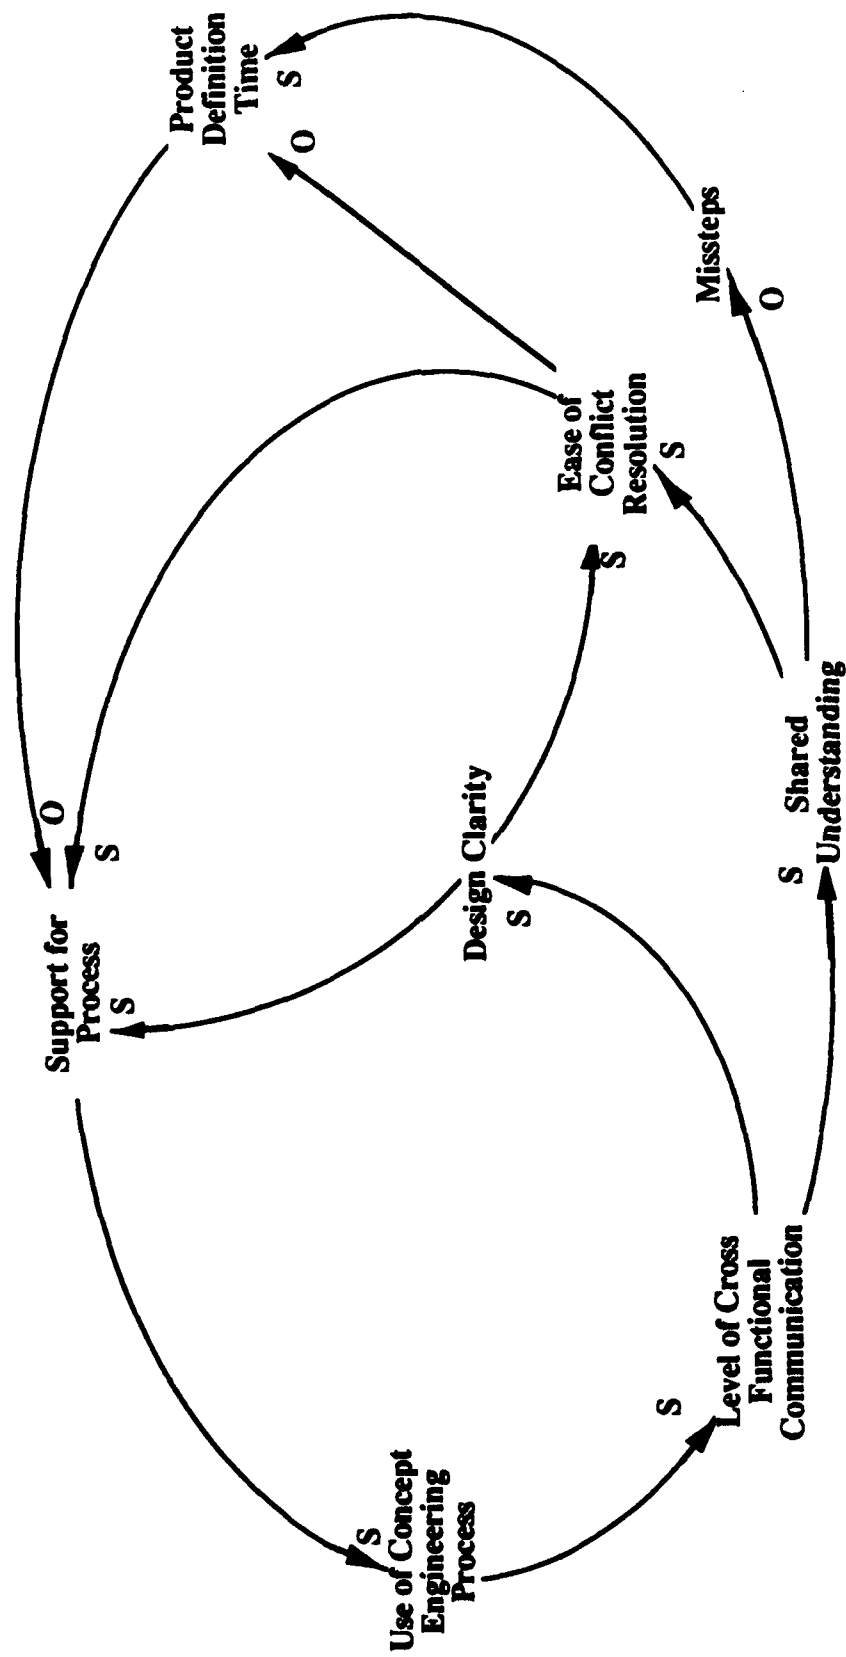 Support for
Process
O
S
S
Product
Definition
Time
S
O
Use of Concept
Engineering
Process
S
Design Clarity
S
Ease of
Conflict
Resolution
S
S
Level of Cross
Functional
Communication
S
Shared
Understanding
S
Missteps
O